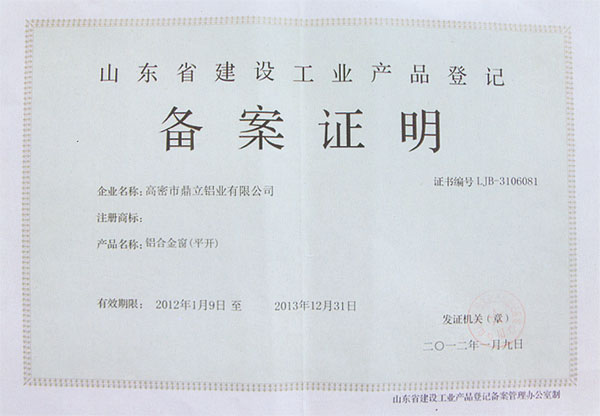 山东省建设工业产品登记
备案证明
证书编号 LJB-3106081
企业名称: 高密市鼎立铝业有限公司
注册商标:
产品名称: 铝合金窗(平开)
有效期限: 2012年1月9日 至 2013年12月31日
发证机关(章)
二〇一二年一月九日
山东省建设工业产品登记备案管理办公室制